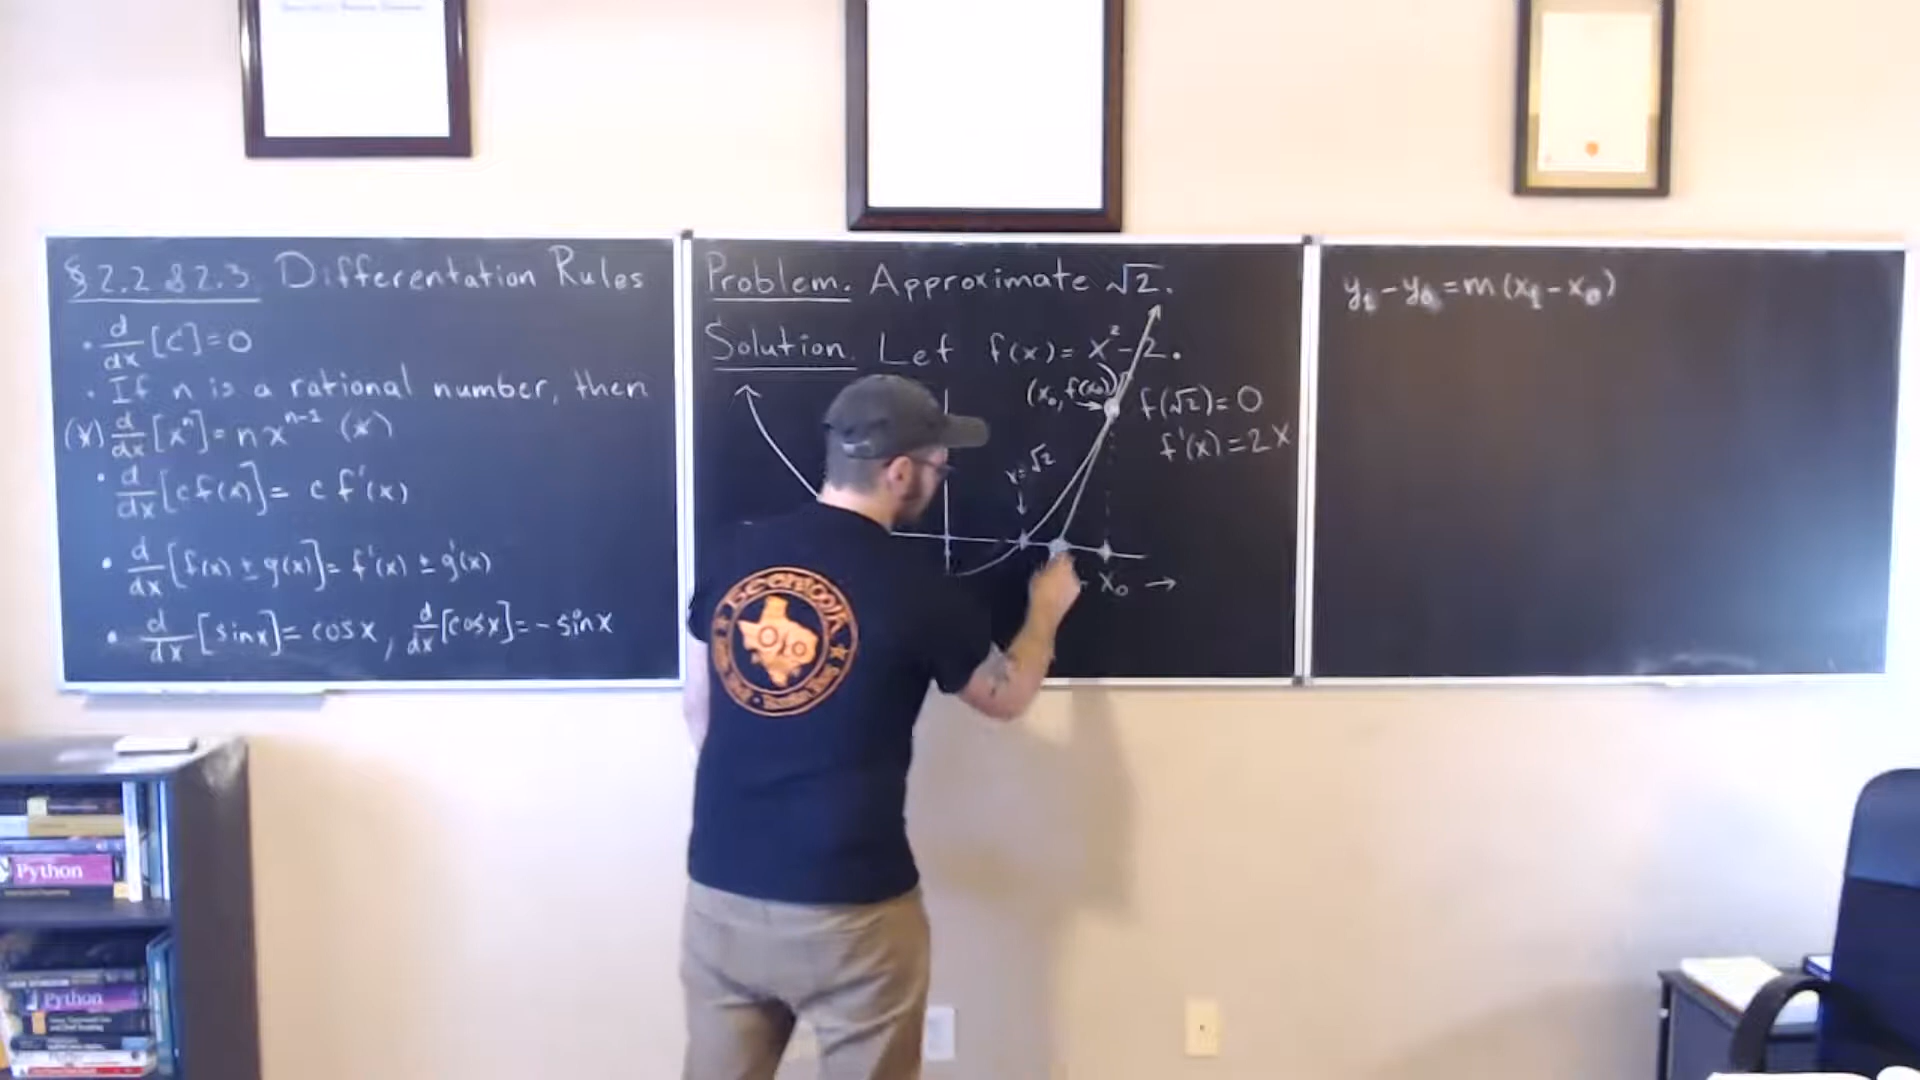 §2.2 & 2.3 Differentation Rules
• d/dx [c] = 0
• If n is a rational number, then
(*) d/dx [x^n] = n x^{n-1} (*)
• d/dx [c f(x)] = c f'(x)
• d/dx [f(x) ± g(x)] = f'(x) ± g'(x)
• d/dx [sin x] = cos x, d/dx [cos x] = - sin x
Problem. Approximate √2.
Solution. Let f(x) = x² - 2.
(x₀, f(x₀))
f(√2) = 0
f'(x) = 2x
x = √2
x₀ →
y₁ - y₀ = m (x₁ - x₀)
010
Python
Python